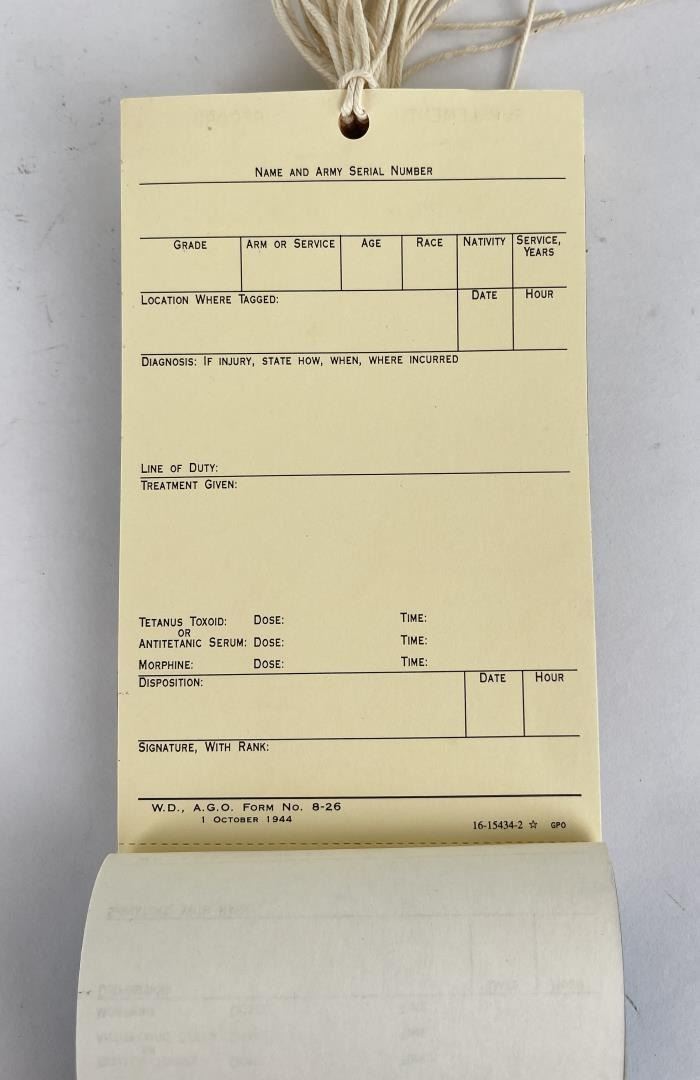 NAME AND ARMY SERIAL NUMBER
GRADE ARM OR SERVICE AGE RACE NATIVITY SERVICE, YEARS
LOCATION WHERE TAGGED: DATE HOUR
DIAGNOSIS: IF INJURY, STATE HOW, WHEN, WHERE INCURRED
LINE OF DUTY:
TREATMENT GIVEN:
TETANUS TOXOID: DOSE: TIME:
OR
ANTITETANIC SERUM: DOSE: TIME:
MORPHINE: DOSE: TIME:
DISPOSITION: DATE HOUR
SIGNATURE, WITH RANK:
W.D., A.G.O. FORM NO. 8-26
1 OCTOBER 1944
16-15434-2 ☆ GPO